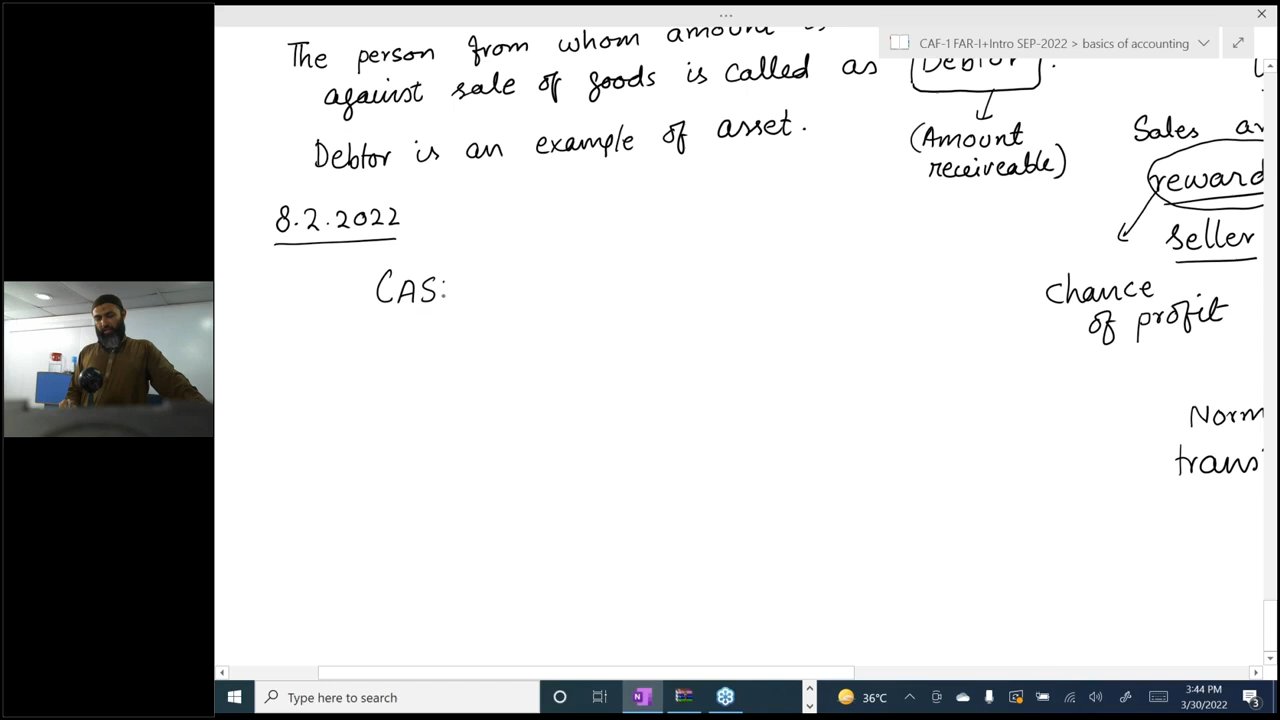 CAF-1 FAR-I+Intro SEP-2022 > basics of accounting
The person from whom amount is
against sale of goods is called as Debtor.
Debtor is an example of asset.
(Amount
receiveable)
8.2.2022
CAS:
Sales
reward
seller
Chance
of profit
Norm
trans
Type here to search
36°C
3:44 PM
3/30/2022
3